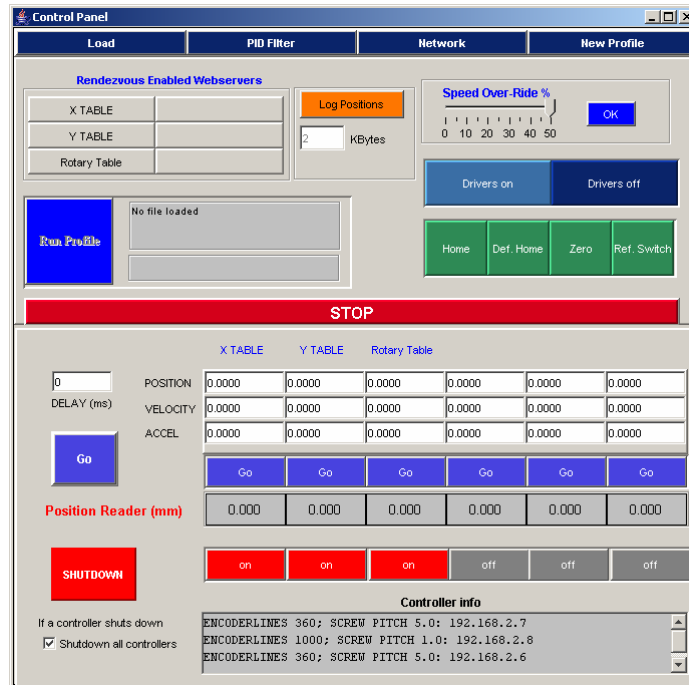 Control Panel
Load PID Filter Network New Profile
Rendezvous Enabled Webservers
X TABLE
Y TABLE
Rotary Table
Log Positions
2 KBytes
Speed Over-Ride %
0 10 20 30 40 50
OK
Drivers on Drivers off
Run Profile
No file loaded
Home Def. Home Zero Ref. Switch
STOP
X TABLE Y TABLE Rotary Table
0
DELAY (ms)
POSITION 0.0000 0.0000 0.0000 0.0000 0.0000 0.0000
VELOCITY 0.0000 0.0000 0.0000 0.0000 0.0000 0.0000
ACCEL 0.0000 0.0000 0.0000 0.0000 0.0000 0.0000
Go
Go Go Go Go Go Go
Position Reader (mm) 0.000 0.000 0.000 0.000 0.000 0.000
SHUTDOWN
on on on off off off
Controller info
If a controller shuts down
Shutdown all controllers
ENCODERLINES 360; SCREW PITCH 5.0: 192.168.2.7
ENCODERLINES 1000; SCREW PITCH 1.0: 192.168.2.8
ENCODERLINES 360; SCREW PITCH 5.0: 192.168.2.6